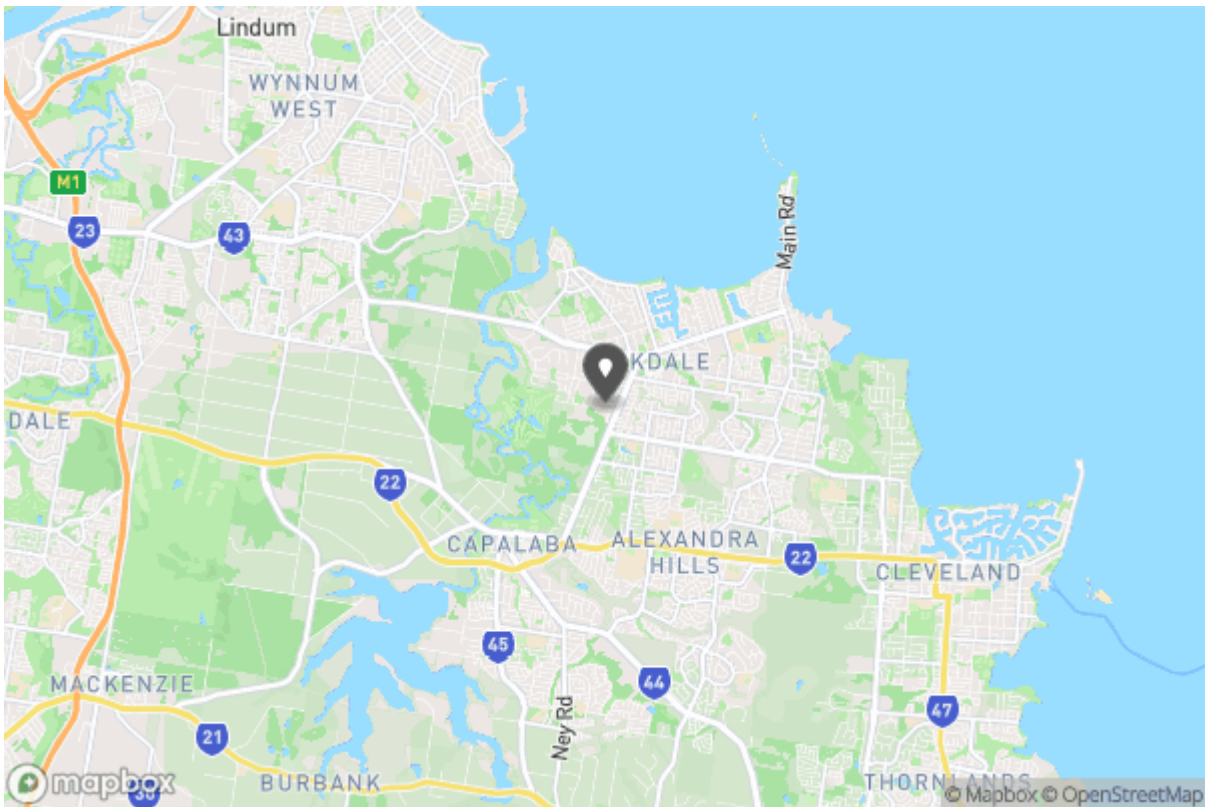 Lindum
WYNNUM
WEST
M1
23
43
Main Rd
KDALE
DALE
22
CAPALABA
ALEXANDRA
HILLS
22
CLEVELAND
45
44
MACKENZIE
Ney Rd
47
21
BURBANK
THORNLANDS
mapbox
© Mapbox © OpenStreetMap